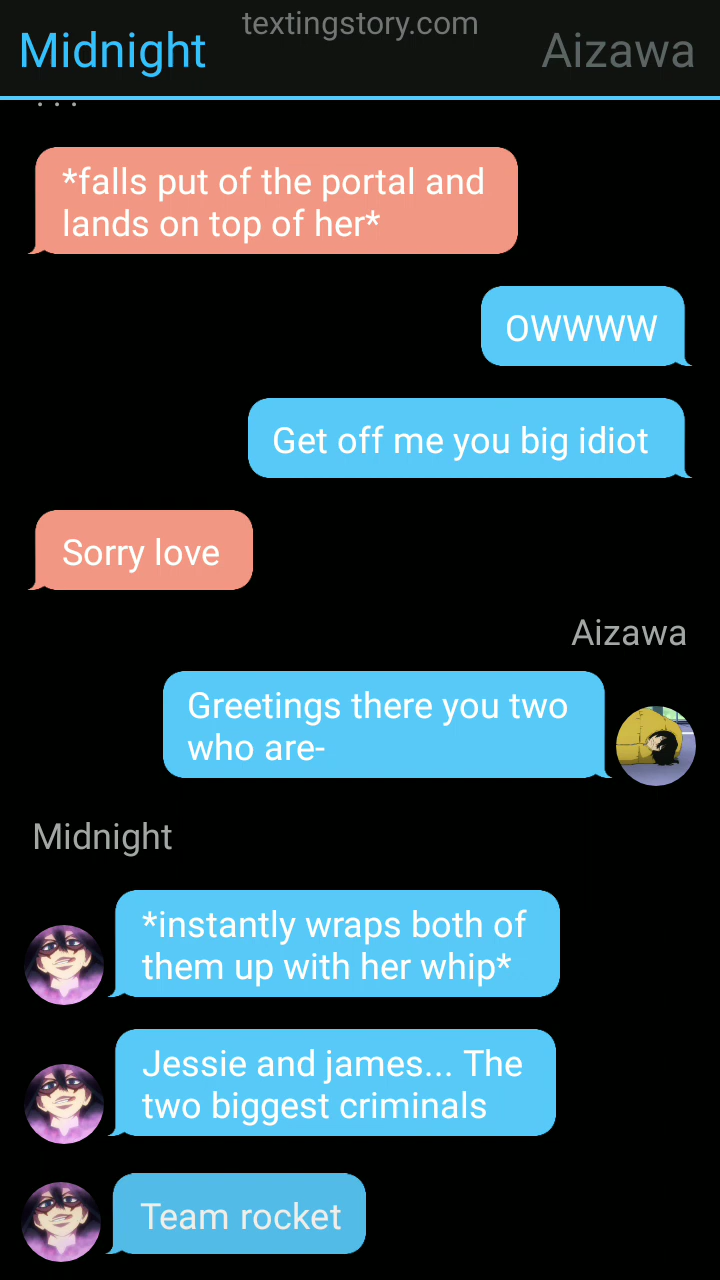 textingstory.com
Midnight
Aizawa
...
*falls put of the portal and
lands on top of her*
OWWWW
Get off me you big idiot
Sorry love
Aizawa
Greetings there you two
who are-
Midnight
*instantly wraps both of
them up with her whip*
Jessie and james... The
two biggest criminals
Team rocket